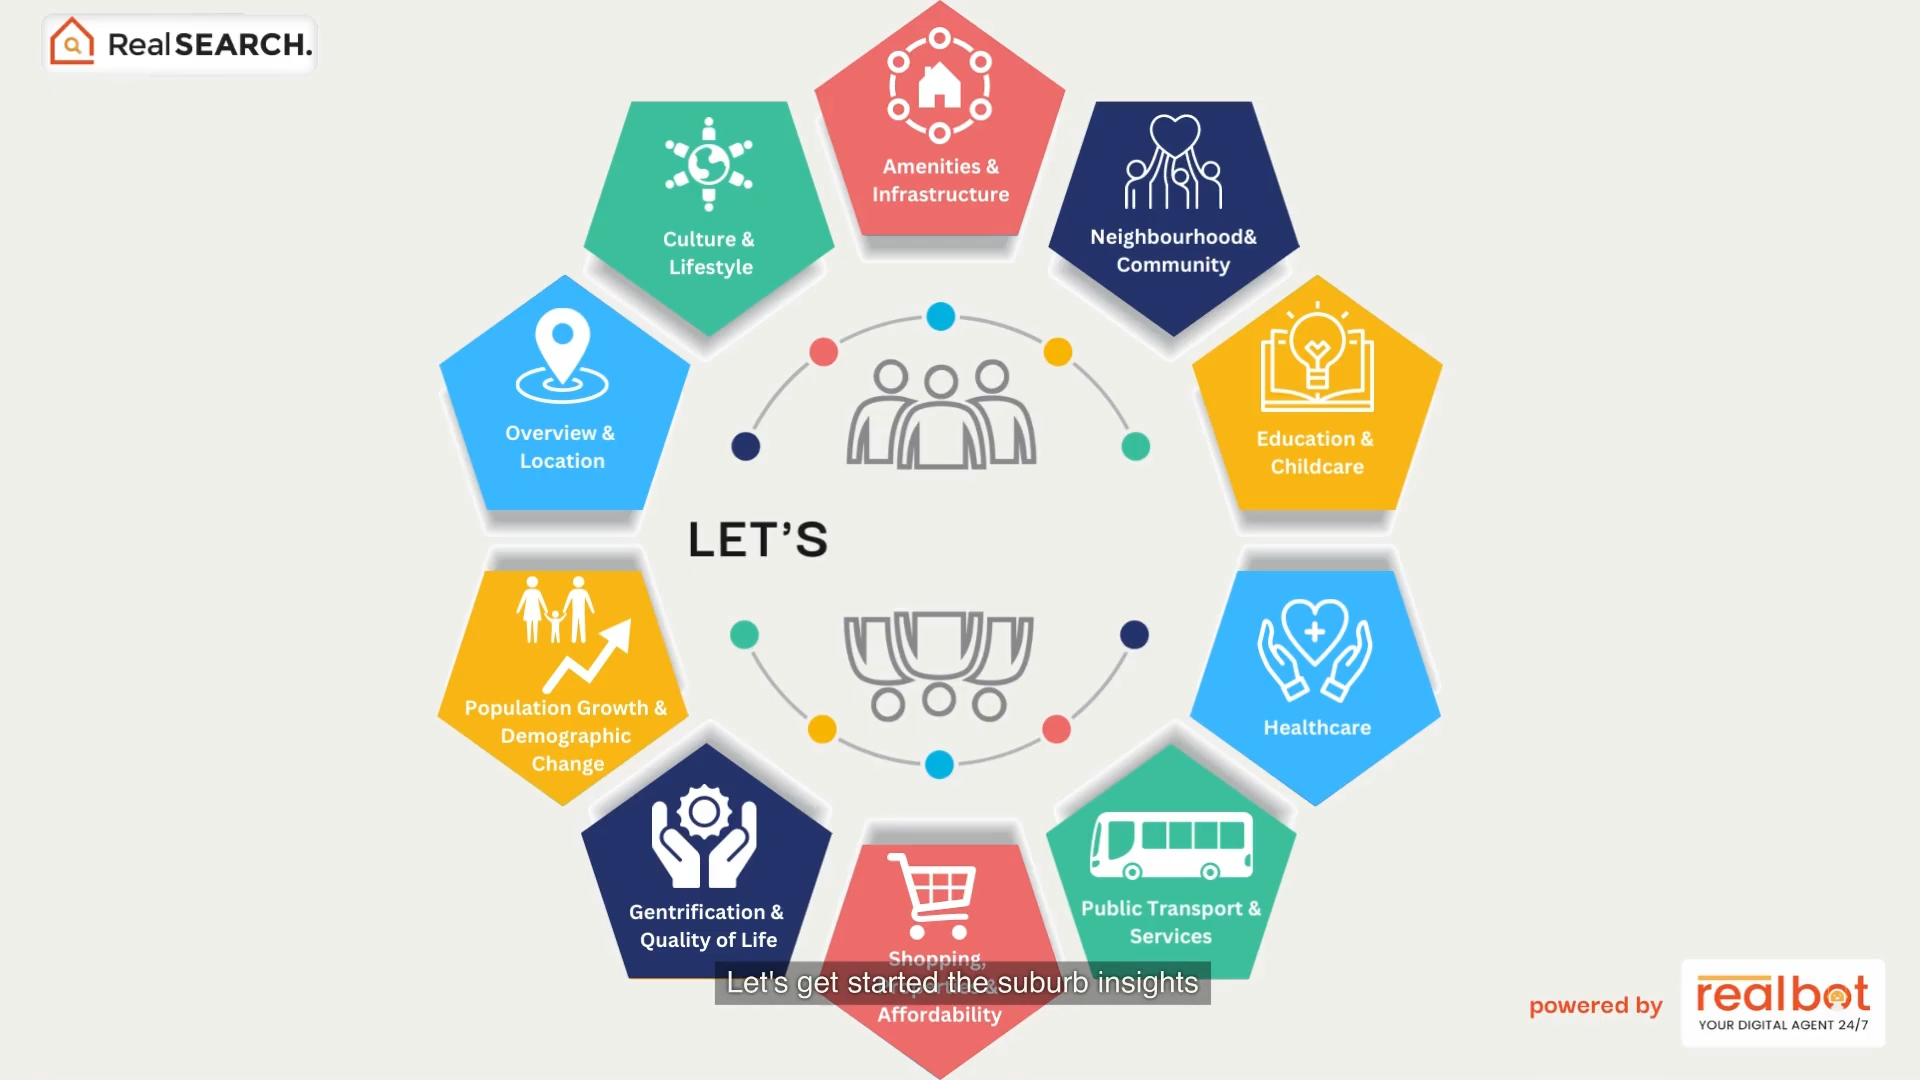 RealSEARCH.
Amenities &
Infrastructure
Culture &
Lifestyle
Neighbourhood&
Community
Overview &
Location
Education &
Childcare
LET'S
Population Growth &
Demographic
Change
Healthcare
Gentrification &
Quality of Life
Shopping,
Properties &
Affordability
Public Transport &
Services
Let's get started the suburb insights
powered by
realbot
YOUR DIGITAL AGENT 24/7